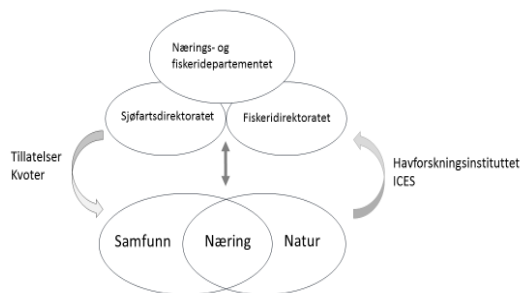 Nærings- og
fiskeridepartementet
Sjøfartsdirektoratet
Fiskeridirektoratet
Tillatelser
Kvoter
Havforskningsinstituttet
ICES
Samfunn
Næring
Natur